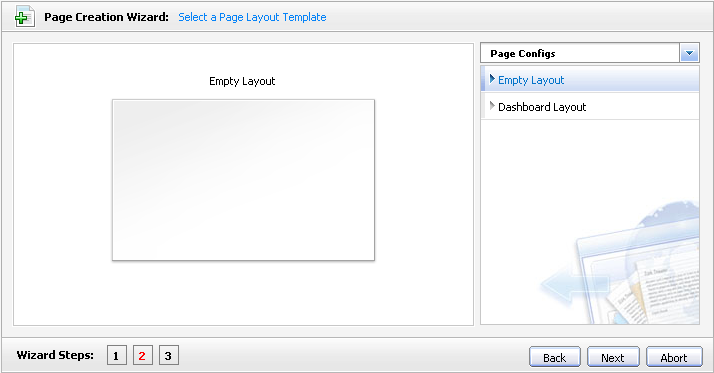 Page Creation Wizard: Select a Page Layout Template
Empty Layout
Page Configs
Empty Layout
Dashboard Layout
Wizard Steps: 1 2 3
Back Next Abort